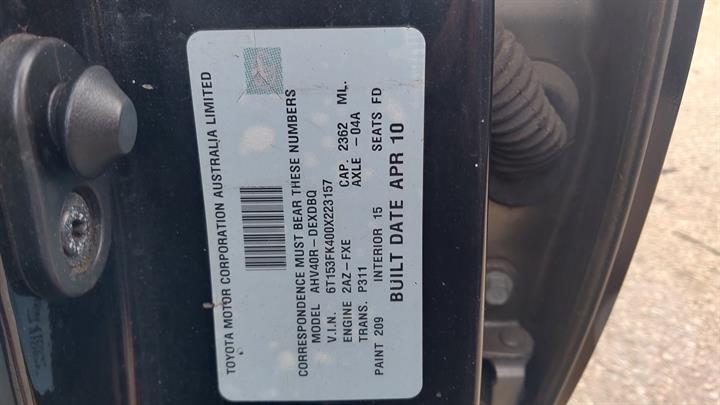 TOYOTA MOTOR CORPORATION AUSTRALIA LIMITED
CORRESPONDENCE MUST BEAR THESE NUMBERS
MODEL AHV40R-DEXDBQ
V.I.N. 6T153FK400X223157
ENGINE 2AZ-FXE CAP. 2362 ML.
TRANS. P311 AXLE -04A
PAINT 209 INTERIOR 15 SEATS FD
BUILT DATE APR 10